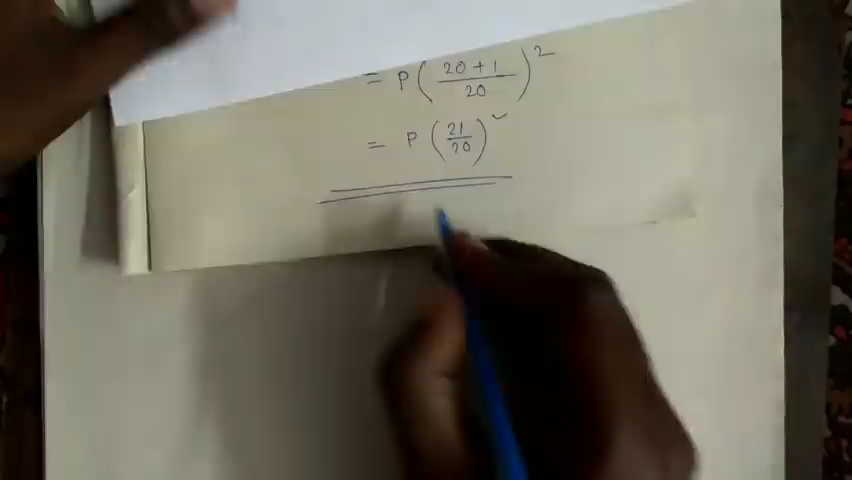 = P ( 20 + 1 / 20 )^2
= P ( 21 / 20 )^2